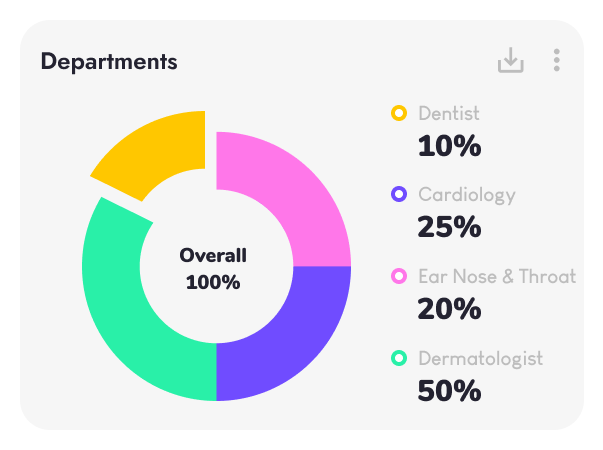 Departments
Overall
100%
Dentist
10%
Cardiology
25%
Ear Nose & Throat
20%
Dermatologist
50%